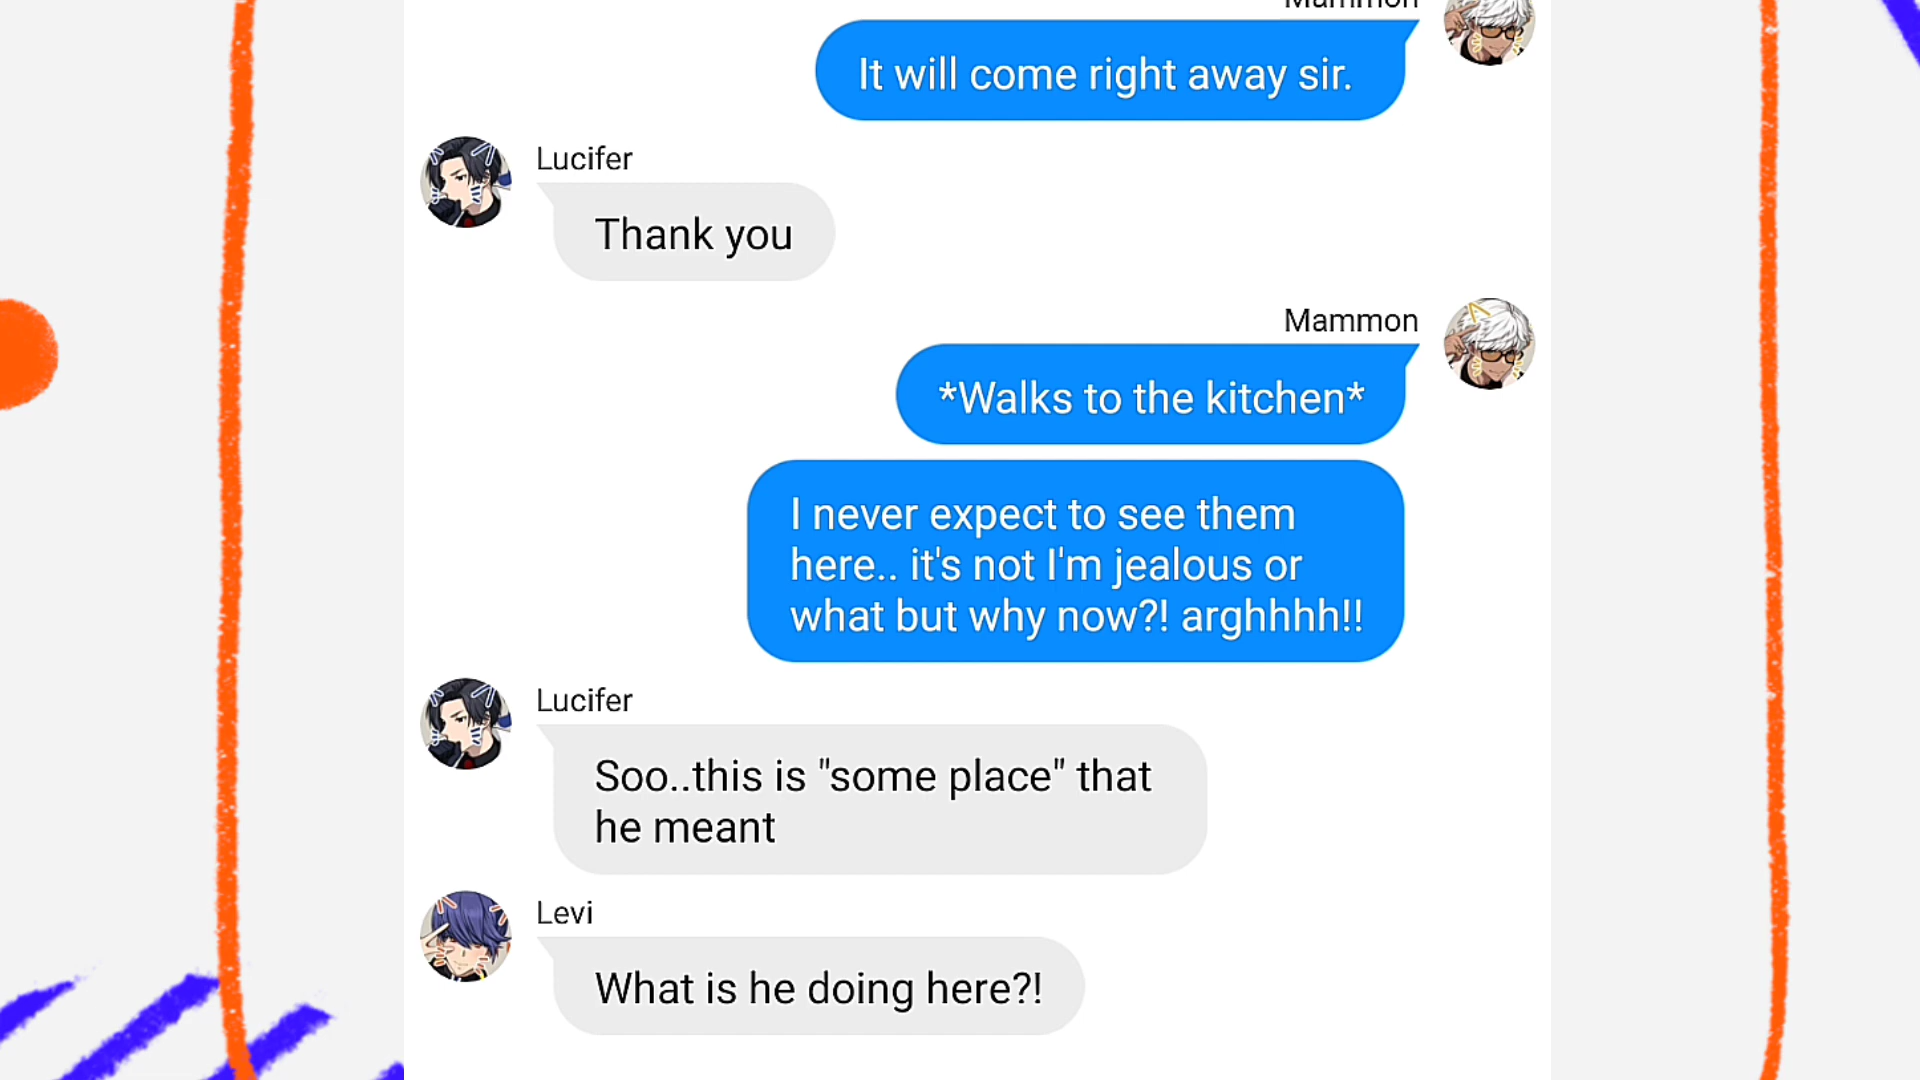 Mammon
It will come right away sir.
Lucifer
Thank you
Mammon
*Walks to the kitchen*
I never expect to see them
here.. it's not I'm jealous or
what but why now?! arghhhh!!
Lucifer
Soo..this is "some place" that
he meant
Levi
What is he doing here?!